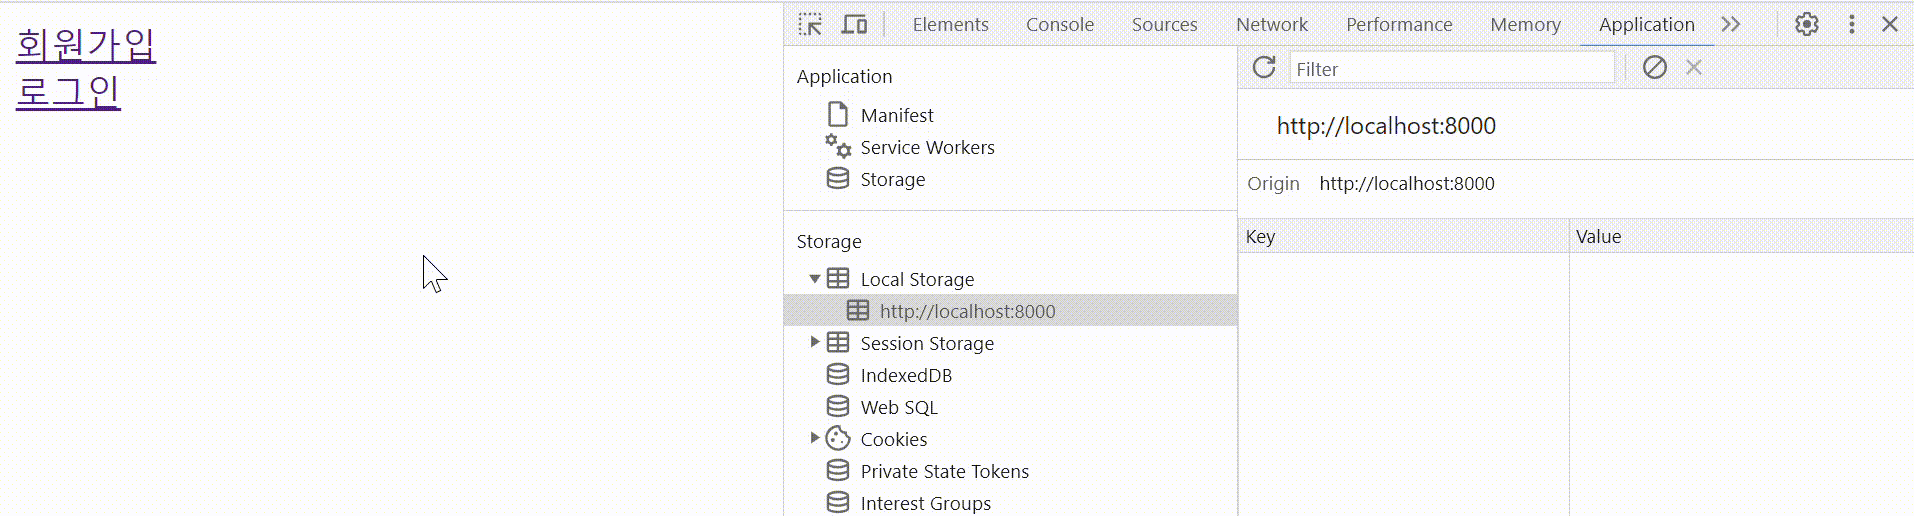 회원가입
로그인
Elements Console Sources Network Performance Memory Application
Application
Manifest
Service Workers
Storage
Storage
Local Storage
http://localhost:8000
Session Storage
IndexedDB
Web SQL
Cookies
Private State Tokens
Interest Groups
Filter
http://localhost:8000
Origin http://localhost:8000
Key Value